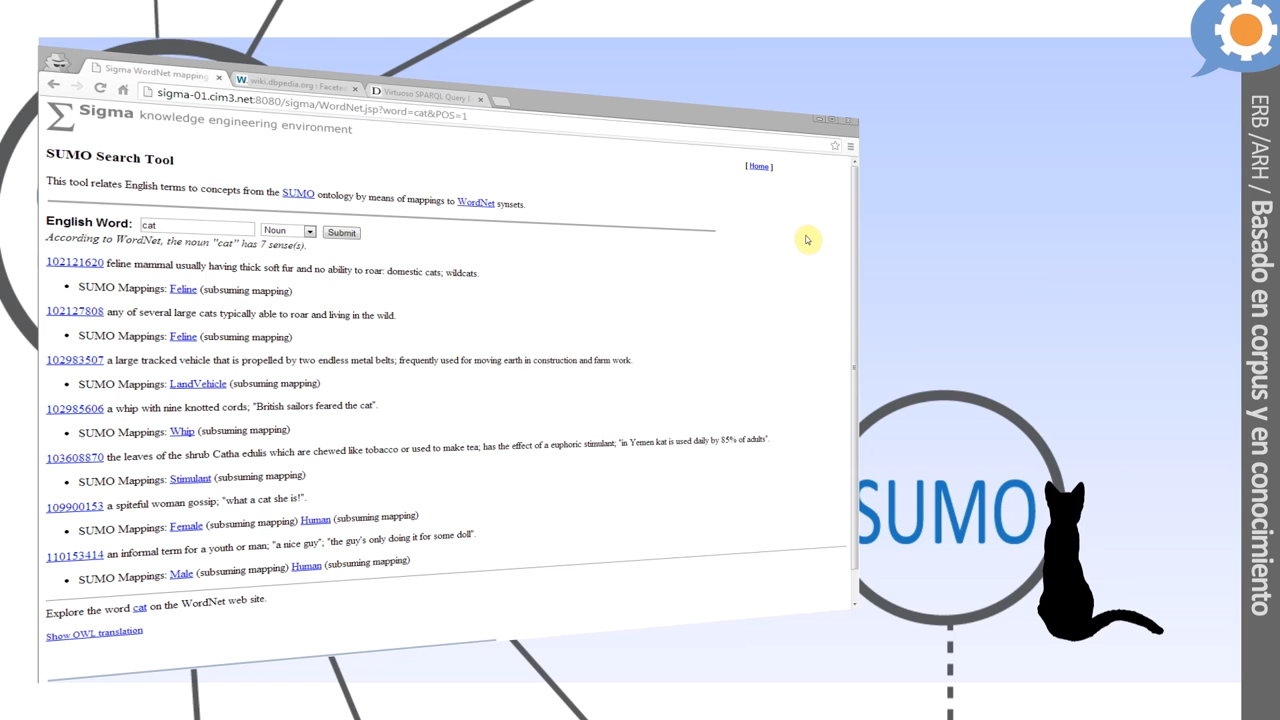 Sigma WordNet mapping
wiki.dbpedia.org : Facete
Virtuoso SPARQL Query
sigma-01.cim3.net:8080/sigma/WordNet.jsp?word=cat&POS=1
Sigma knowledge engineering environment
SUMO Search Tool
[ Home ]
This tool relates English terms to concepts from the SUMO ontology by means of mappings to WordNet synsets.
English Word: cat Noun Submit
According to WordNet, the noun "cat" has 7 sense(s).
102121620 feline mammal usually having thick soft fur and no ability to roar: domestic cats; wildcats.
• SUMO Mappings: Feline (subsuming mapping)
102127808 any of several large cats typically able to roar and living in the wild.
• SUMO Mappings: Feline (subsuming mapping)
102983507 a large tracked vehicle that is propelled by two endless metal belts; frequently used for moving earth in construction and farm work.
• SUMO Mappings: LandVehicle (subsuming mapping)
102985606 a whip with nine knotted cords; "British sailors feared the cat".
• SUMO Mappings: Whip (subsuming mapping)
103608870 the leaves of the shrub Catha edulis which are chewed like tobacco or used to make tea; has the effect of a euphoric stimulant; "in Yemen kat is used daily by 85% of adults".
• SUMO Mappings: Stimulant (subsuming mapping)
109900153 a spiteful woman gossip; "what a cat she is!".
• SUMO Mappings: Female (subsuming mapping) Human (subsuming mapping)
110153414 an informal term for a youth or man; "a nice guy"; "the guy's only doing it for some doll".
• SUMO Mappings: Male (subsuming mapping) Human (subsuming mapping)
Explore the word cat on the WordNet web site.
Show OWL translation
SUMO
ERB /ARH / Basado en corpus y en conocimiento